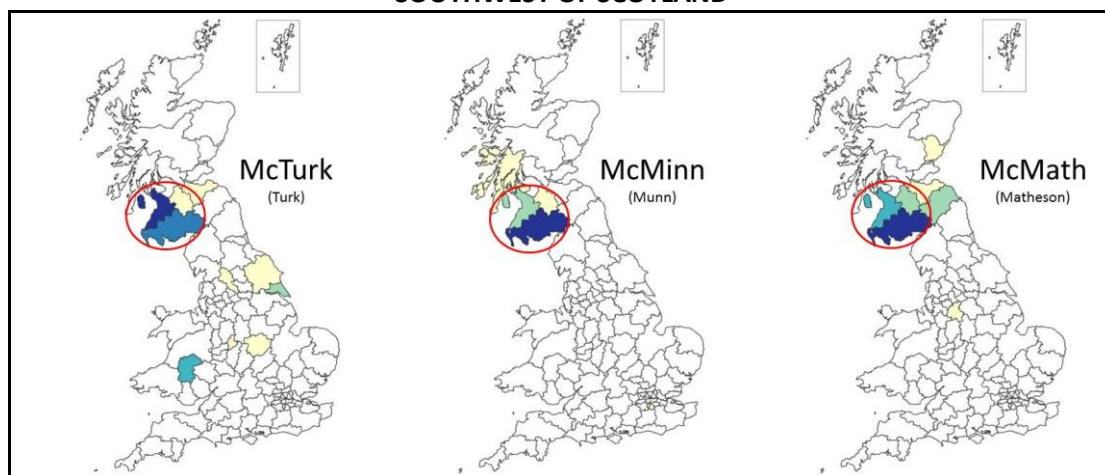 SOUTHWEST OF SCOTLAND
McTurk
(Turk)
McMinn
(Munn)
McMath
(Matheson)